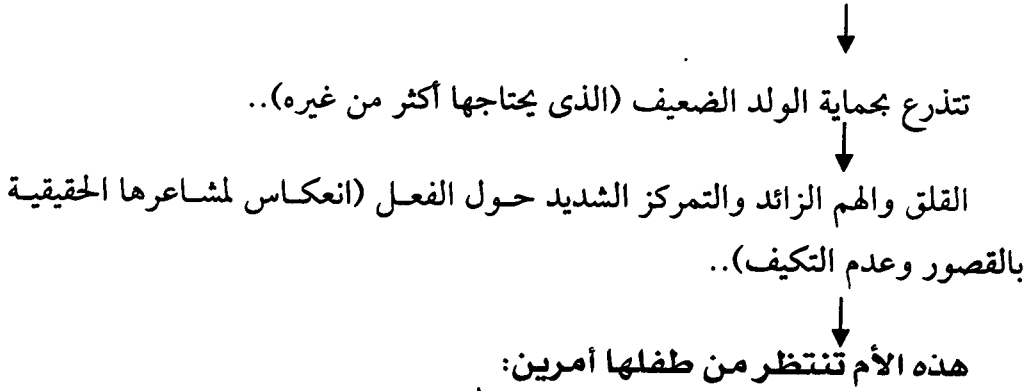 تتذرع بحماية الولد الضعيف (الذى يحتاجها أكثر من غيره)..
القلق والهم الزائد والتمركز الشديد حول الفعل (انعكاس لمشاعرها الحقيقية
بالقصور وعدم التكيف)..
هذه الأم تنتظر من طفلها أمرين: